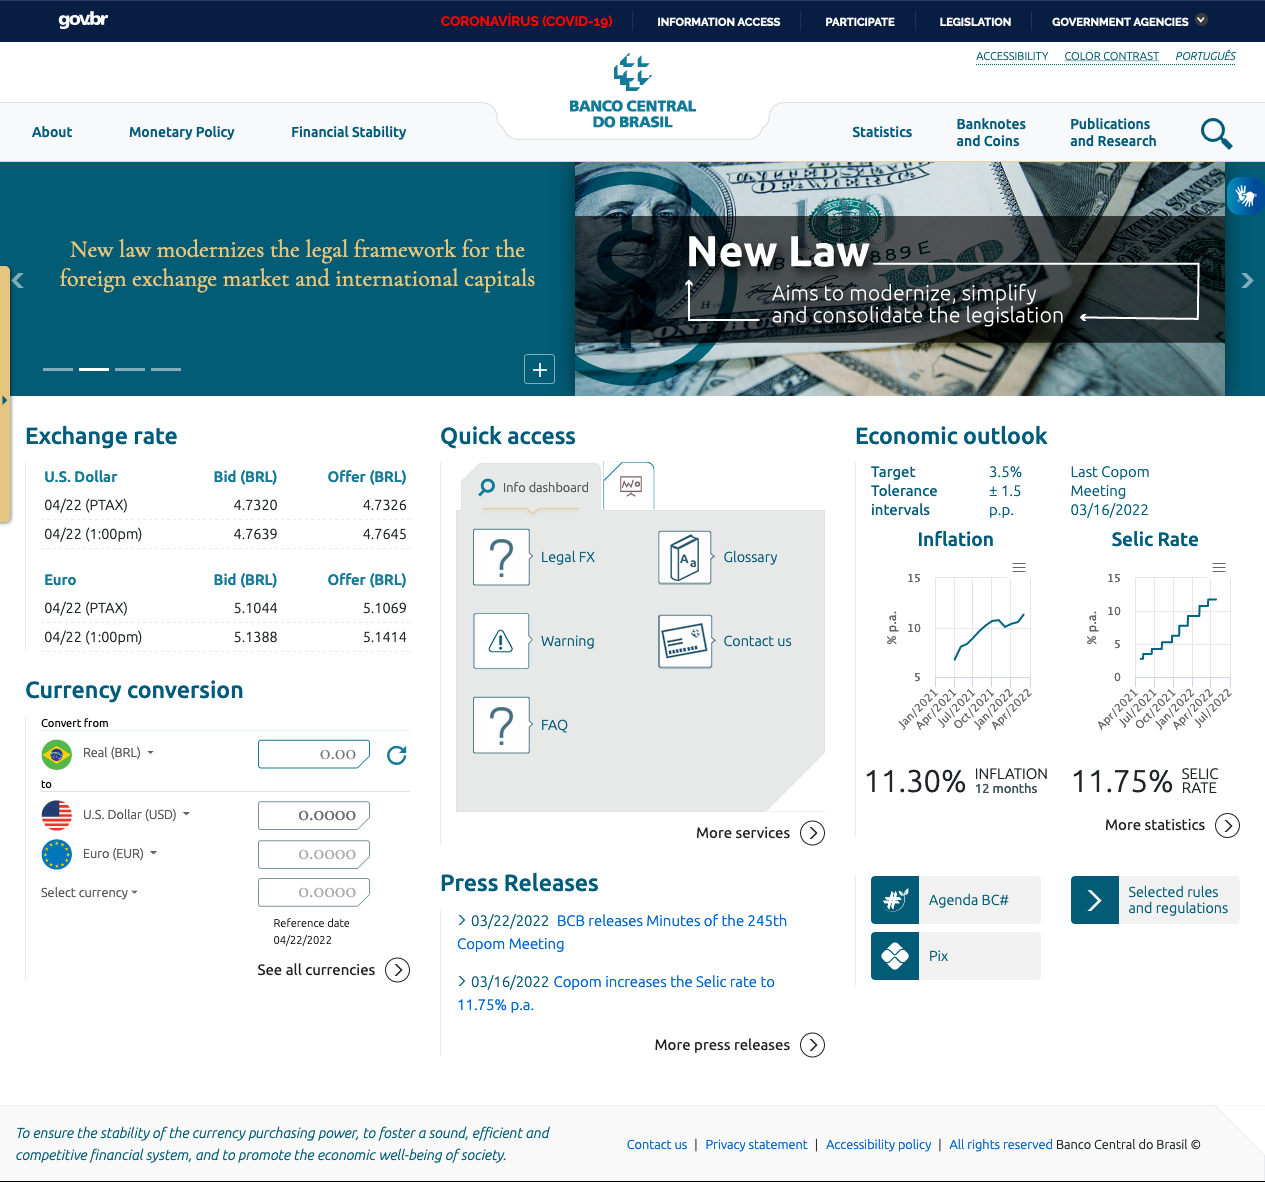 gov.br
CORONAVÍRUS (COVID-19)
INFORMATION ACCESS
PARTICIPATE
LEGISLATION
GOVERNMENT AGENCIES
ACCESSIBILITY
COLOR CONTRAST
PORTUGUÊS
BANCO CENTRAL
DO BRASIL
About
Monetary Policy
Financial Stability
Statistics
Banknotes
and Coins
Publications
and Research
New law modernizes the legal framework for the
foreign exchange market and international capitals
New Law
Aims to modernize, simplify
and consolidate the legislation
Exchange rate
U.S. Dollar Bid (BRL) Offer (BRL)
04/22 (PTAX) 4.7320 4.7326
04/22 (1:00pm) 4.7639 4.7645
Euro Bid (BRL) Offer (BRL)
04/22 (PTAX) 5.1044 5.1069
04/22 (1:00pm) 5.1388 5.1414
Currency conversion
Convert from
Real (BRL) 0.00
to
U.S. Dollar (USD) 0.0000
Euro (EUR) 0.0000
Select currency 0.0000
Reference date
04/22/2022
See all currencies
Quick access
Info dashboard
Legal FX
Glossary
Warning
Contact us
FAQ
More services
Press Releases
03/22/2022 BCB releases Minutes of the 245th
Copom Meeting
03/16/2022 Copom increases the Selic rate to
11.75% p.a.
More press releases
Economic outlook
Target 3.5% Last Copom
Tolerance ± 1.5 Meeting
intervals p.p. 03/16/2022
Inflation
% p.a.
15
10
5
Jan/2021
Apr/2021
Jul/2021
Oct/2021
Jan/2022
Apr/2022
Selic Rate
% p.a.
15
10
5
0
Apr/2021
Jul/2021
Oct/2021
Jan/2022
Apr/2022
Jul/2022
11.30% INFLATION
12 months
11.75% SELIC
RATE
More statistics
Agenda BC#
Selected rules
and regulations
Pix
To ensure the stability of the currency purchasing power, to foster a sound, efficient and
competitive financial system, and to promote the economic well-being of society.
Contact us | Privacy statement | Accessibility policy | All rights reserved Banco Central do Brasil ©